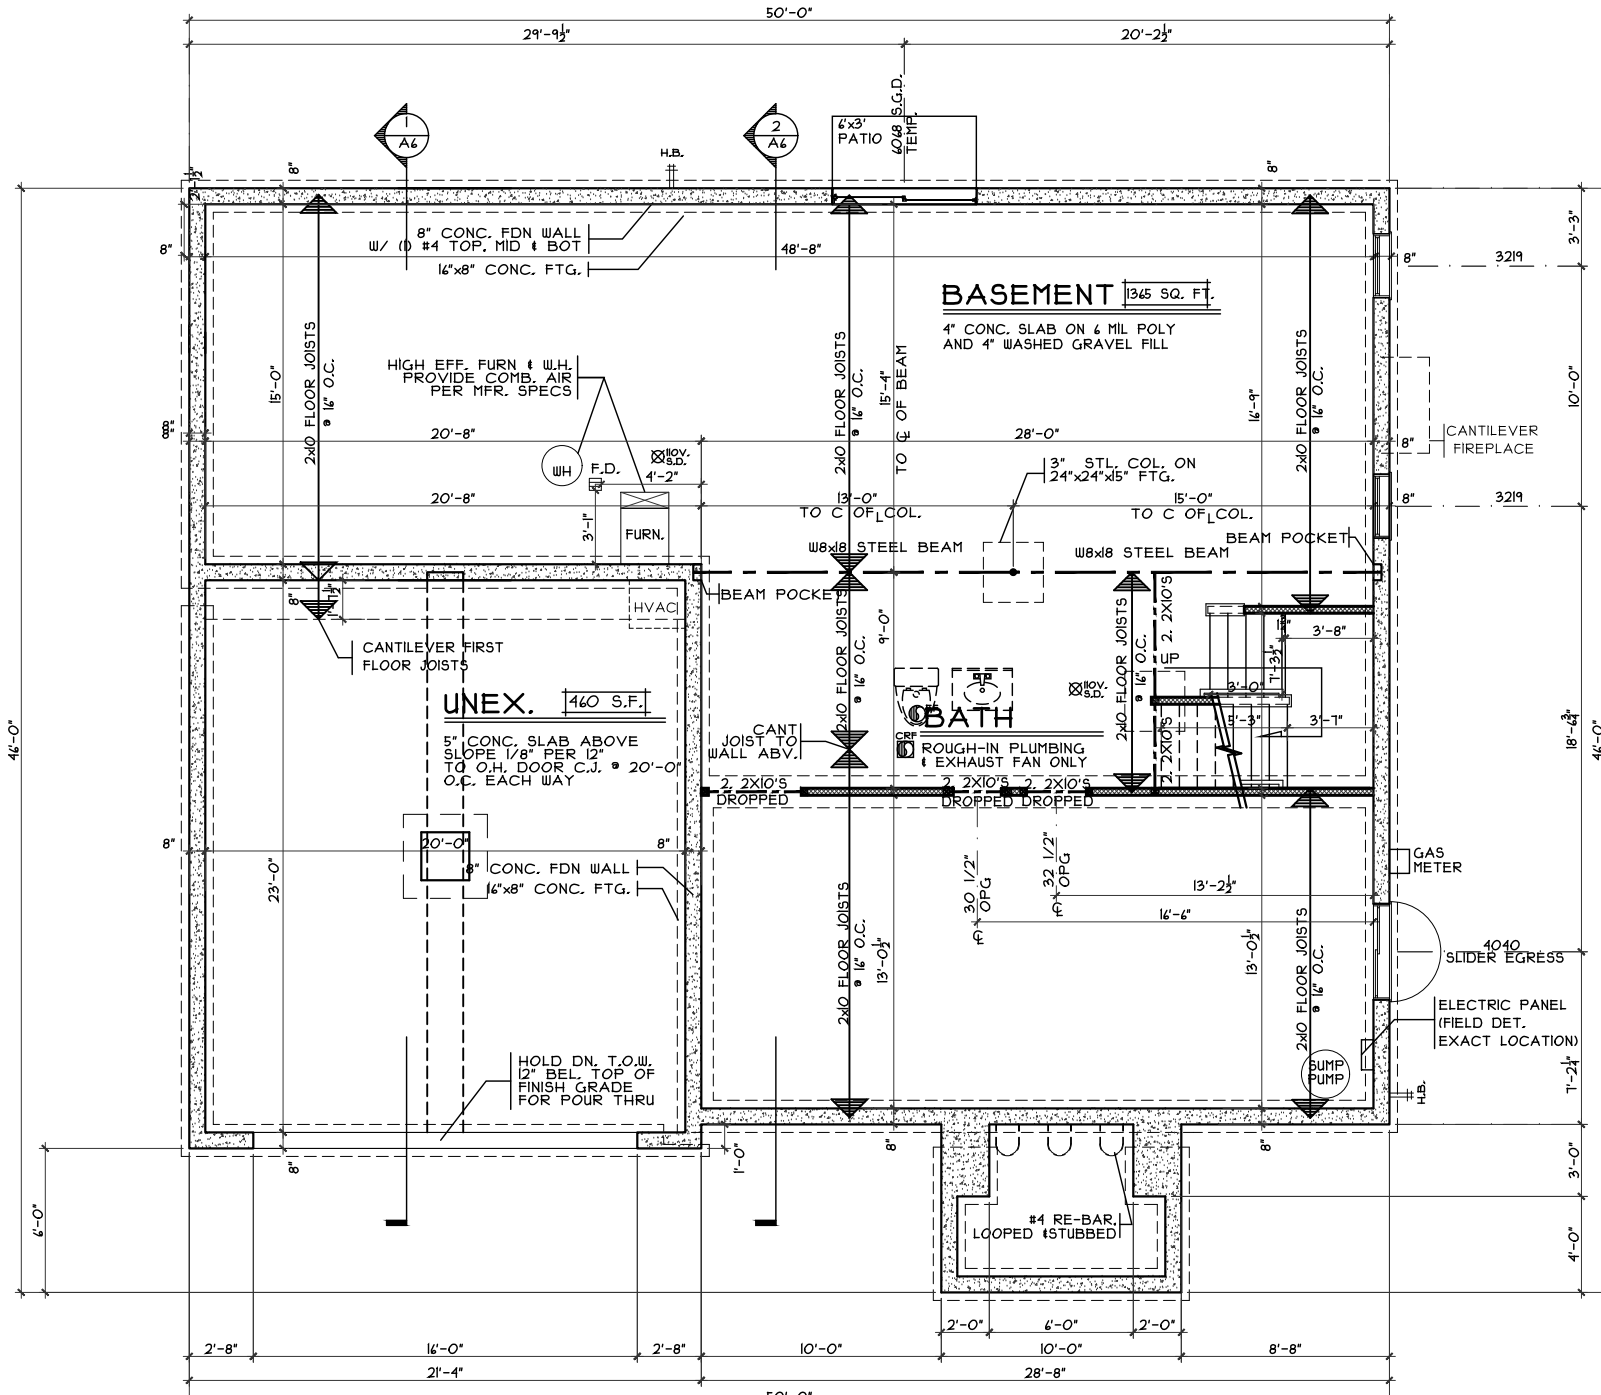 50'-0"
29'-9½"
20'-2½"
6068 S.G.D.
TEMP.
6'x3'
PATIO
1
A6
2
A6
H.B.
8"
8"
8" CONC. FDN WALL
W/ (1) #4 TOP, MID & BOT
16"x8" CONC. FTG.
8"
48'-8"
8"
3219
3'-3"
BASEMENT
1365 SQ. FT.
4" CONC. SLAB ON 6 MIL POLY
AND 4" WASHED GRAVEL FILL
2x10 FLOOR JOISTS
@ 16" O.C.
15'-0"
HIGH EFF. FURN & W.H.
PROVIDE COMB. AIR
PER MFR. SPECS
2x10 FLOOR JOISTS
@ 16" O.C.
15'-4"
TO ℄ OF BEAM
16'-9"
2x10 FLOOR JOISTS
@ 16" O.C.
10'-0"
CANTILEVER
FIREPLACE
8"
20'-8"
28'-0"
8"
WH
F.D.
110V.
S.D.
4'-2"
3" STL. COL. ON
24"x24"x15" FTG.
20'-8"
13'-0"
TO C OF L COL.
15'-0"
TO C OF L COL.
8"
3219
3'-1"
FURN.
W8x18 STEEL BEAM
W8x18 STEEL BEAM
BEAM POCKET
BEAM POCKET
HVAC
8"
CANTILEVER FIRST
FLOOR JOISTS
2x10 FLOOR JOISTS
@ 16" O.C.
9'-0"
2x10 FLOOR JOISTS
@ 16" O.C.
2. 2X10'S
UP
3'-8"
7'-3½"
3'-0"
5'-3"
3'-7"
2. 2X10'S
110V.
S.D.
UNEX.
460 S.F.
5" CONC. SLAB ABOVE
SLOPE 1/8" PER 12"
TO O.H. DOOR C.J. @ 20'-0"
O.C. EACH WAY
CANT
JOIST TO
WALL ABV.
BATH
CRF
ROUGH-IN PLUMBING
& EXHAUST FAN ONLY
2. 2X10'S
DROPPED
2. 2X10'S
DROPPED
2. 2X10'S
DROPPED
46'-0"
18'-6¾"
46'-0"
8"
20'-0"
8"
8" CONC. FDN WALL
16"x8" CONC. FTG.
23'-0"
30 1/2"
OPG
32 1/2"
OPG
13'-2½"
16'-6"
GAS
METER
2x10 FLOOR JOISTS
@ 16" O.C.
13'-0½"
13'-0½"
2x10 FLOOR JOISTS
@ 16" O.C.
4040
SLIDER EGRESS
ELECTRIC PANEL
(FIELD DET.
EXACT LOCATION)
SUMP
PUMP
H.B.
7'-2¼"
HOLD DN. T.O.W.
12" BEL. TOP OF
FINISH GRADE
FOR POUR THRU
8"
1'-0"
8"
8"
3'-0"
6'-0"
#4 RE-BAR,
LOOPED &STUBBED
4'-0"
2'-0"
6'-0"
2'-0"
2'-8"
16'-0"
2'-8"
10'-0"
10'-0"
8'-8"
21'-4"
28'-8"
50'-0"